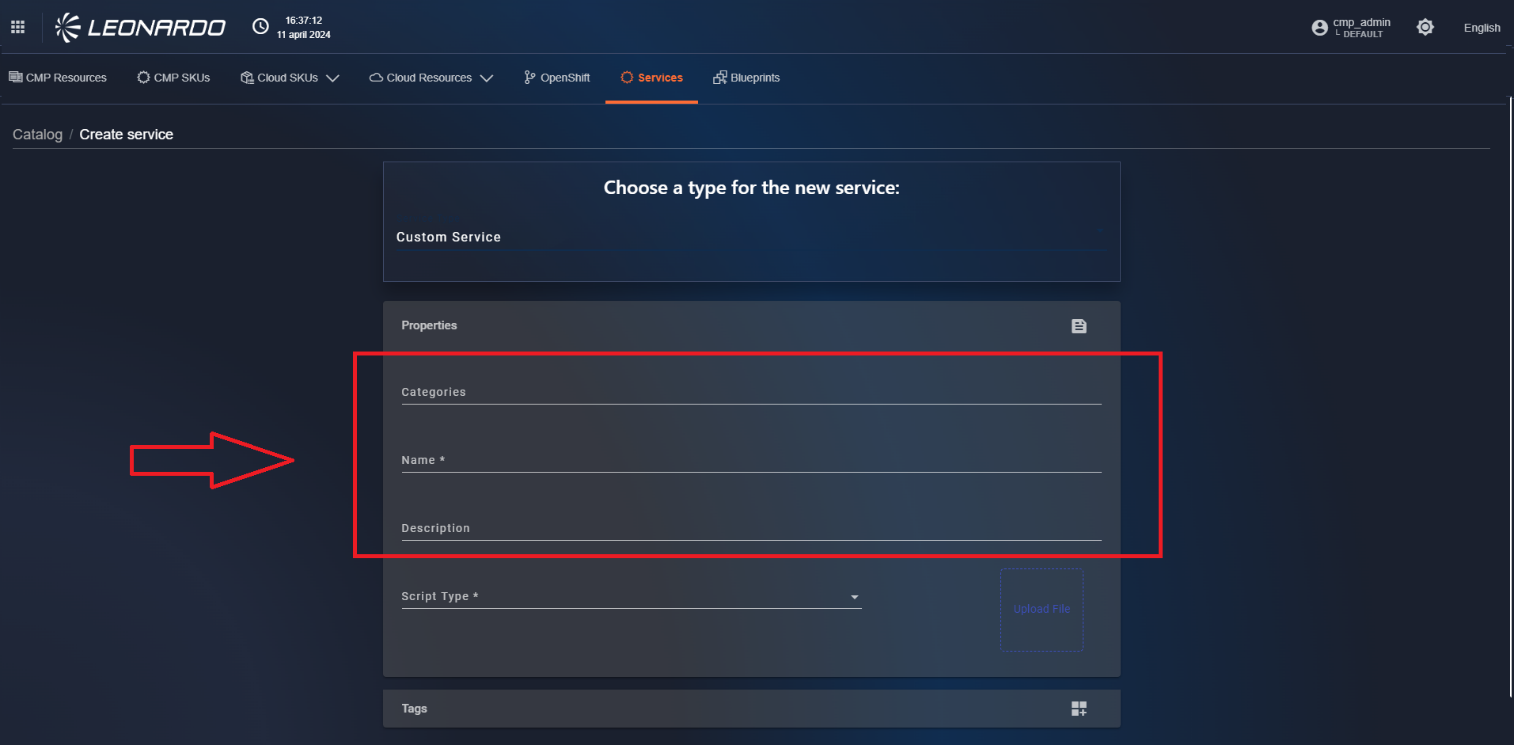 LEONARDO
16:37:12
11 april 2024
cmp_admin
└ DEFAULT
English
CMP Resources
CMP SKUs
Cloud SKUs
Cloud Resources
OpenShift
Services
Blueprints
Catalog / Create service
Choose a type for the new service:
Custom Service
Properties
Categories
Name *
Description
Script Type *
Upload File
Tags